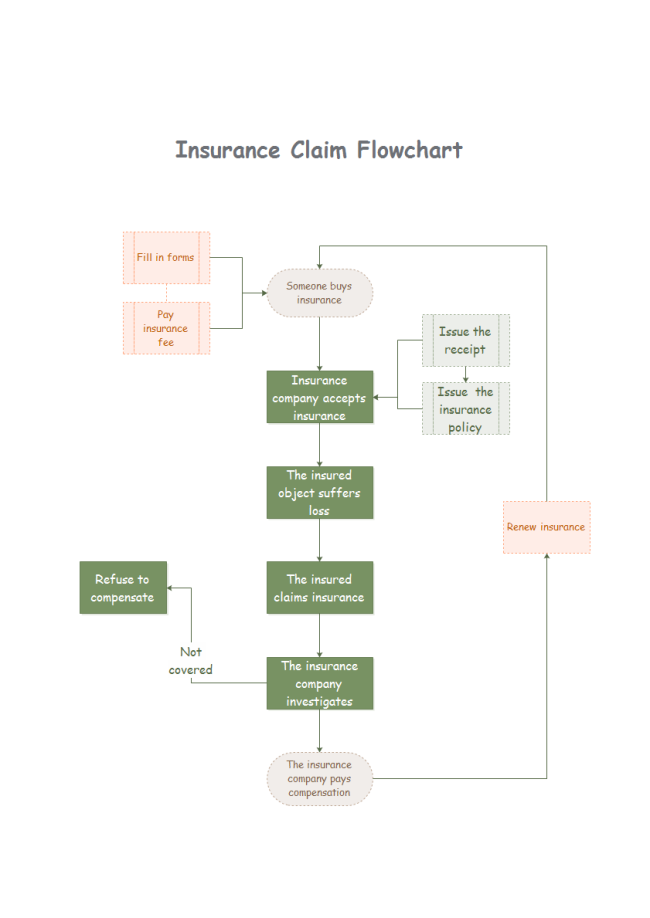 Insurance Claim Flowchart
Fill in forms
Pay
insurance
fee
Someone buys
insurance
Issue the
receipt
Issue the
insurance
policy
Insurance
company accepts
insurance
The insured
object suffers
loss
Renew insurance
Refuse to
compensate
The insured
claims insurance
Not
covered
The insurance
company
investigates
The insurance
company pays
compensation